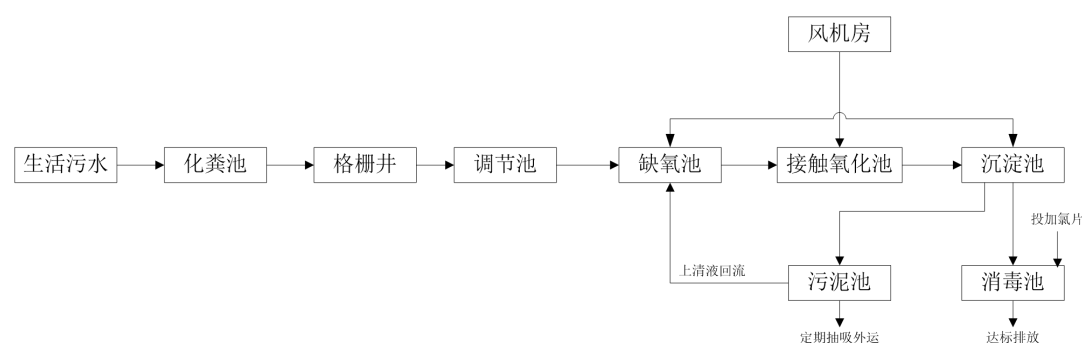 风机房
生活污水
化粪池
格栅井
调节池
缺氧池
接触氧化池
沉淀池
投加氯片
上清液回流
污泥池
消毒池
定期抽吸外运
达标排放